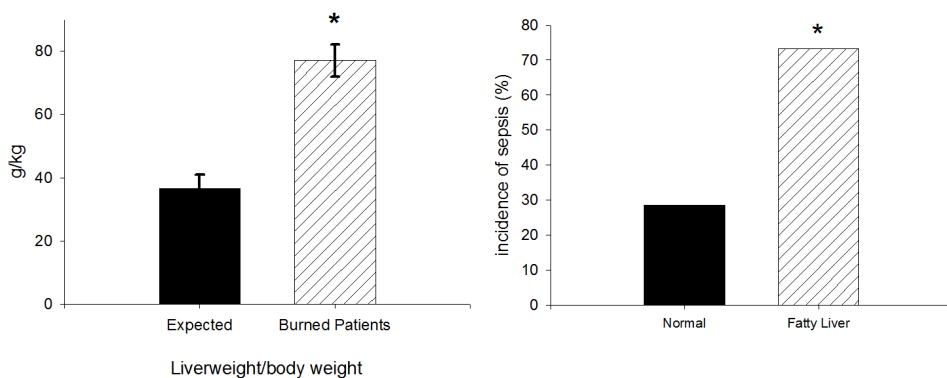 g/kg
80
60
40
20
0
*
Expected
Burned Patients
Liverweight/body weight
incidence of sepsis (%)
80
70
60
50
40
30
20
10
0
*
Normal
Fatty Liver